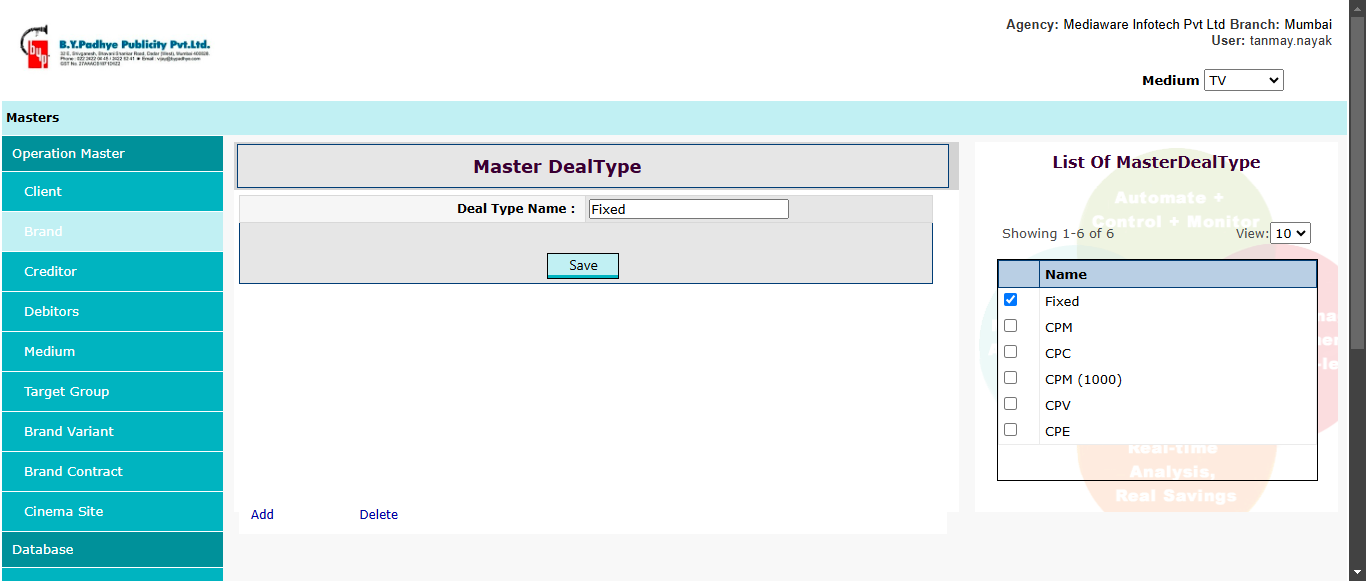 Agency: Mediaware Infotech Pvt Ltd Branch: Mumbai
User: tanmay.nayak
B.Y.Padhye Publicity Pvt.Ltd.
Medium TV
Masters
Operation Master
Client
Brand
Creditor
Debitors
Medium
Target Group
Brand Variant
Brand Contract
Cinema Site
Database
Master DealType
Deal Type Name :
Fixed
Save
Add
Delete
List Of MasterDealType
Automate +
Control + Monitor
Showing 1-6 of 6
View: 10
Name
Fixed
CPM
CPC
CPM (1000)
CPV
CPE
Real-time
Analysis,
Real Savings